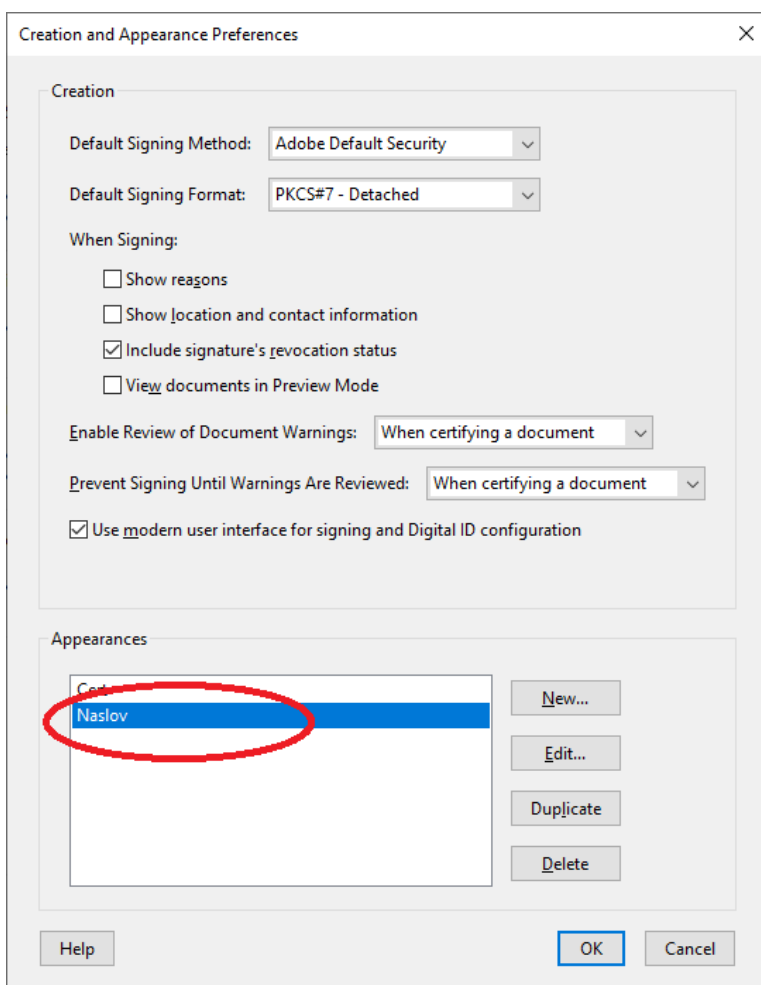 Creation and Appearance Preferences
Creation
Default Signing Method: Adobe Default Security
Default Signing Format: PKCS#7 - Detached
When Signing:
Show reasons
Show location and contact information
Include signature's revocation status
View documents in Preview Mode
Enable Review of Document Warnings: When certifying a document
Prevent Signing Until Warnings Are Reviewed: When certifying a document
Use modern user interface for signing and Digital ID configuration
Appearances
Naslov
New...
Edit...
Duplicate
Delete
Help OK Cancel